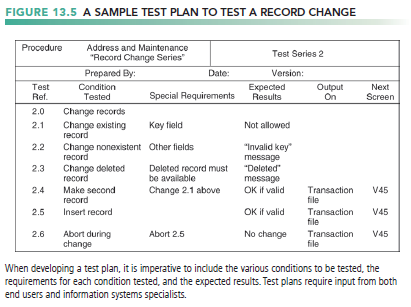 FIGURE 13.5 A SAMPLE TEST PLAN TO TEST A RECORD CHANGE
Procedure Address and Maintenance "Record Change Series" Test Series 2
Prepared By: Date: Version:
Test Ref. Condition Tested Special Requirements Expected Results Output On Next Screen
2.0 Change records
2.1 Change existing record Key field Not allowed
2.2 Change nonexistent record Other fields "Invalid key" message
2.3 Change deleted record Deleted record must be available "Deleted" message
2.4 Make second record Change 2.1 above OK if valid Transaction file V45
2.5 Insert record OK if valid Transaction file V45
2.6 Abort during change Abort 2.5 No change Transaction file V45
When developing a test plan, it is imperative to include the various conditions to be tested, the
requirements for each condition tested, and the expected results. Test plans require input from both
end users and information systems specialists.